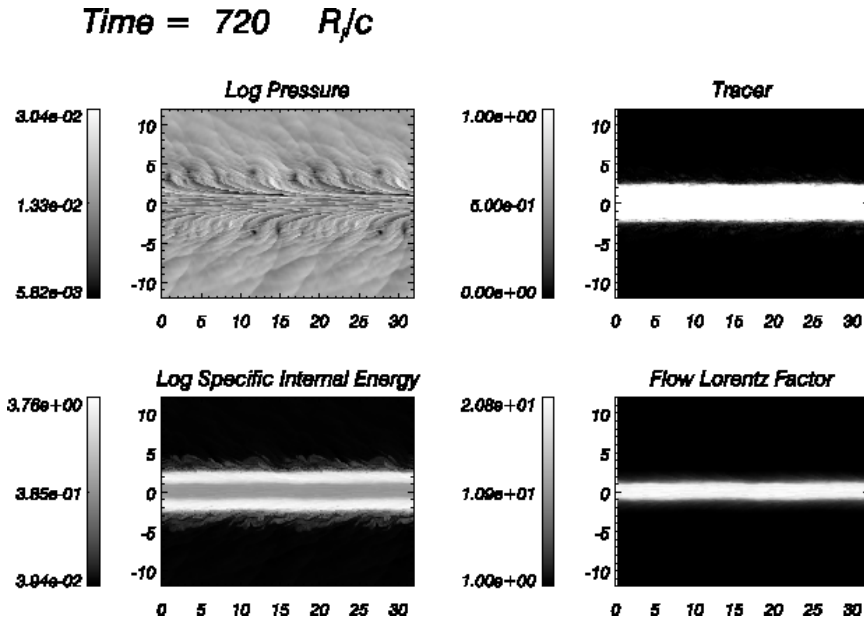 Time = 720 Rj/c
Log Pressure
3.04e-02
1.33e-02
5.82e-03
10
5
0
-5
-10
0 5 10 15 20 25 30
Tracer
1.00e+00
5.00e-01
0.00e+00
10
5
0
-5
-10
0 5 10 15 20 25 30
Log Specific Internal Energy
3.76e+00
3.85e-01
3.94e-02
10
5
0
-5
-10
0 5 10 15 20 25 30
Flow Lorentz Factor
2.08e+01
1.09e+01
1.00e+00
10
5
0
-5
-10
0 5 10 15 20 25 30